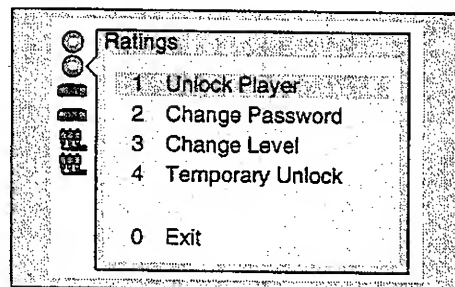 Ratings
1 Unlock Player
2 Change Password
3 Change Level
4 Temporary Unlock
0 Exit